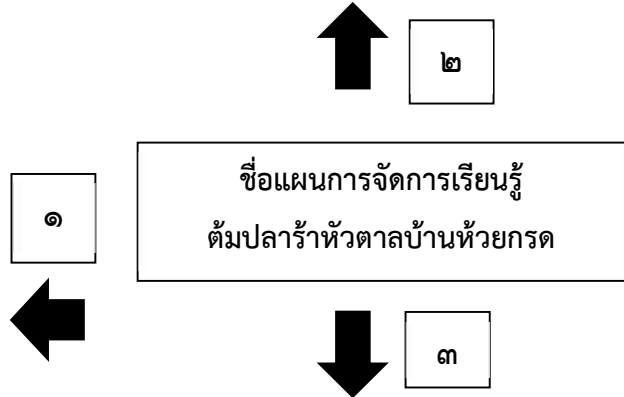 ๒
ชื่อแผนการจัดการเรียนรู้
๑
ต้มปลาร้าหัวตาลบ้านห้วยกรด
๓